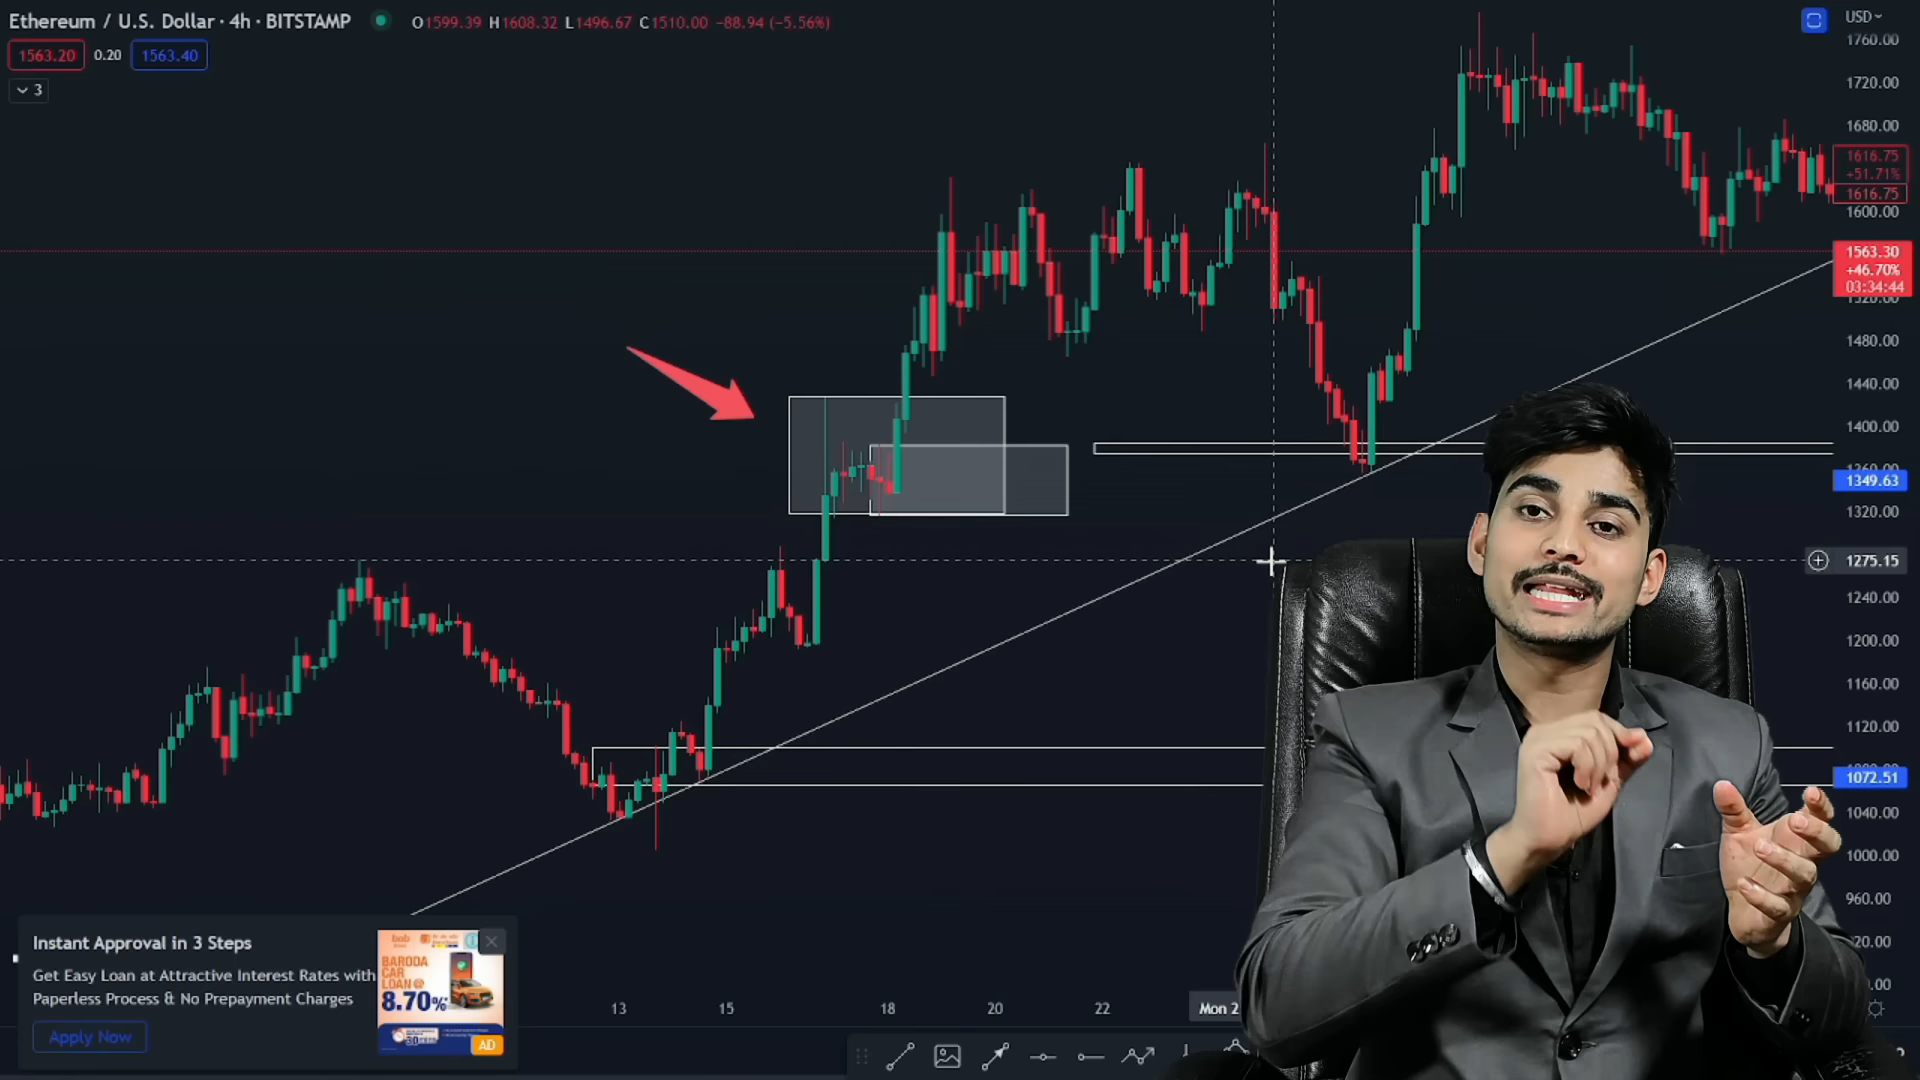 Ethereum / U.S. Dollar · 4h · BITSTAMP O1599.39 H1608.32 L1496.67 C1510.00 −88.94 (−5.56%)
USD
1563.20 0.20 1563.40
3
1760.00
1720.00
1680.00
1616.75
+51.71%
1616.75
1600.00
1563.30
+46.70%
03:34:44
1520.00
1480.00
1440.00
1400.00
1360.00
1349.63
1320.00
1275.15
1240.00
1200.00
1160.00
1120.00
1072.51
1040.00
1000.00
960.00
Instant Approval in 3 Steps
Get Easy Loan at Attractive Interest Rates with
Paperless Process & No Prepayment Charges
Apply Now
bob
BARODA
CAR
LOAN@
8.70%*
AD
13 15 18 20 22 Mon 2